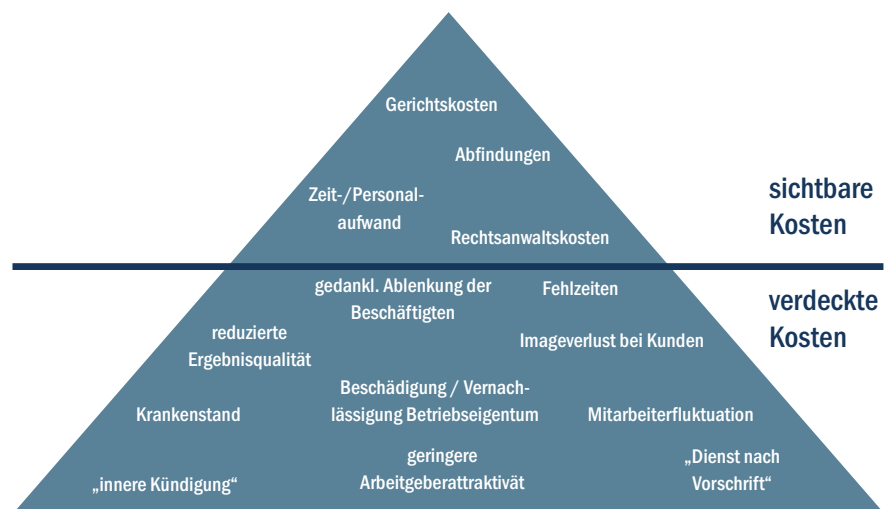 Gerichtskosten
Abfindungen
Zeit-/Personal-
aufwand
Rechtsanwaltskosten
sichtbare
Kosten
gedankl. Ablenkung der
Beschäftigten
Fehlzeiten
verdeckte
Kosten
reduzierte
Ergebnisqualität
Imageverlust bei Kunden
Beschädigung / Vernach-
lässigung Betriebseigentum
Krankenstand
Mitarbeiterfluktuation
geringere
Arbeitgeberattraktivät
„Dienst nach
Vorschrift“
„innere Kündigung“